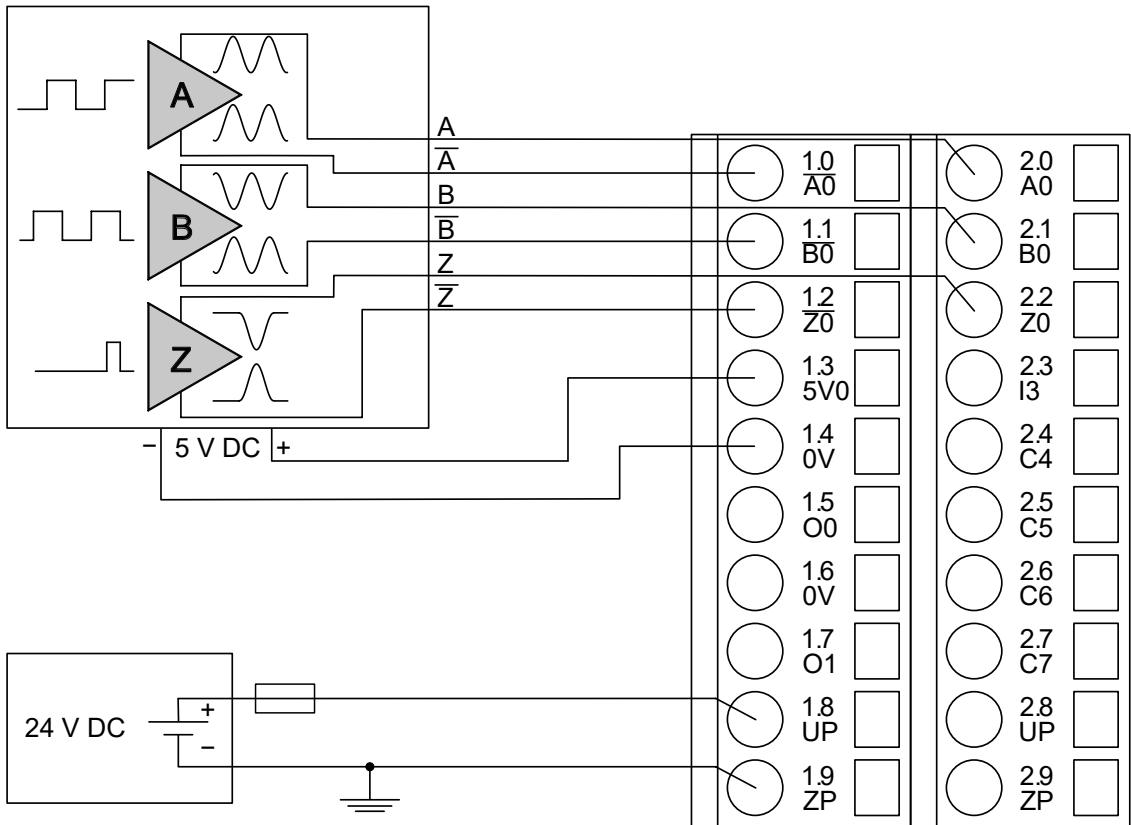 A
B
Z
A
A̅
B
B̅
Z
Z̅
− 5 V DC +
24 V DC
+
−
1.0
A̅0̅
1.1
B̅0̅
1.2
Z̅0̅
1.3
5V0
1.4
0V
1.5
O0
1.6
0V
1.7
O1
1.8
UP
1.9
ZP
2.0
A0
2.1
B0
2.2
Z0
2.3
I3
2.4
C4
2.5
C5
2.6
C6
2.7
C7
2.8
UP
2.9
ZP